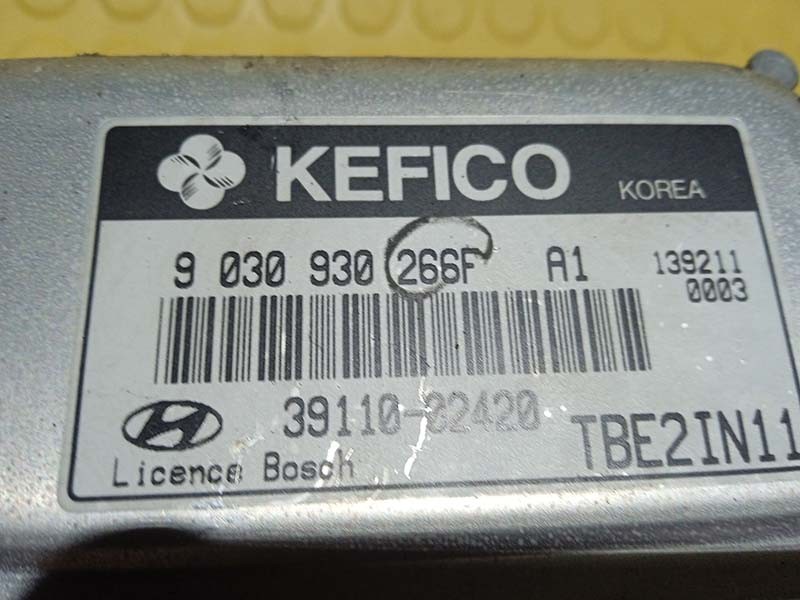 KEFICO KOREA
9 030 930 266F A1 139211
0003
39110-02420 TBE2IN11
Licence Bosch